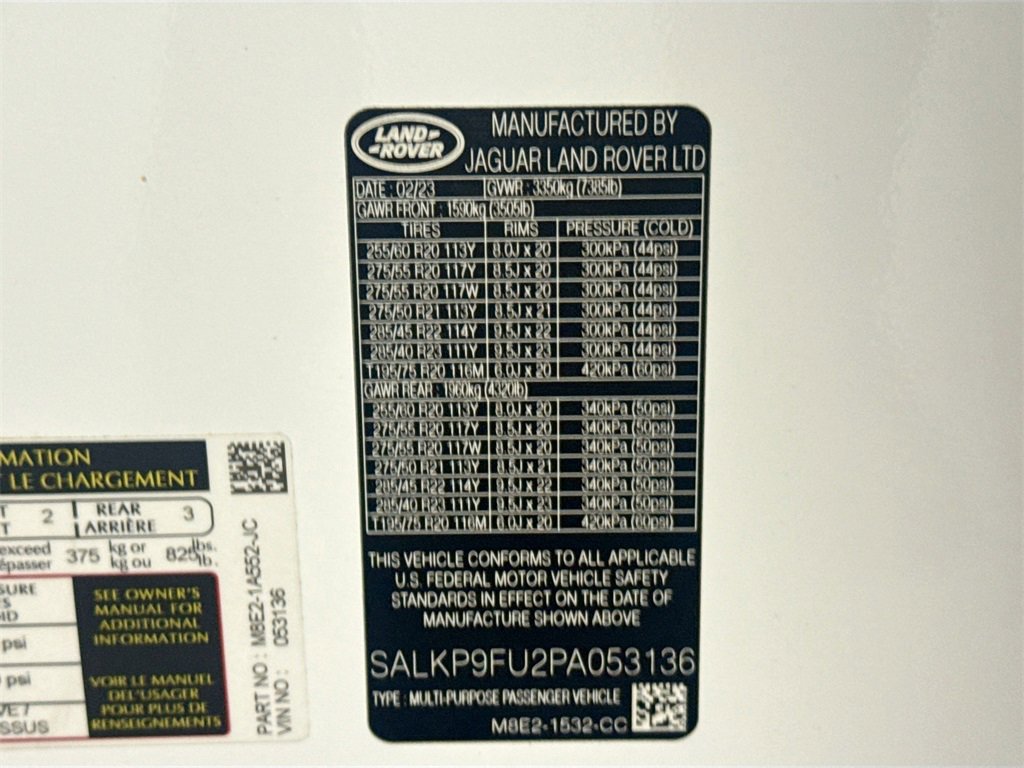 LAND-
-ROVER
MANUFACTURED BY
JAGUAR LAND ROVER LTD
DATE : 02/23 GVWR : 3350kg (7385lb)
GAWR FRONT : 1590kg (3505lb)
TIRES RIMS PRESSURE (COLD)
255/60 R20 113Y 8.0J x 20 300kPa (44psi)
275/55 R20 117Y 8.5J x 20 300kPa (44psi)
275/55 R20 117W 8.5J x 20 300kPa (44psi)
275/50 R21 113Y 8.5J x 21 300kPa (44psi)
285/45 R22 114Y 9.5J x 22 300kPa (44psi)
285/40 R23 111Y 9.5J x 23 300kPa (44psi)
T195/75 R20 116M 6.0J x 20 420kPa (60psi)
GAWR REAR : 1960kg (4320lb)
255/60 R20 113Y 8.0J x 20 340kPa (50psi)
275/55 R20 117Y 8.5J x 20 340kPa (50psi)
275/55 R20 117W 8.5J x 20 340kPa (50psi)
275/50 R21 113Y 8.5J x 21 340kPa (50psi)
285/45 R22 114Y 9.5J x 22 340kPa (50psi)
285/40 R23 111Y 9.5J x 23 340kPa (50psi)
T195/75 R20 116M 6.0J x 20 420kPa (60psi)
THIS VEHICLE CONFORMS TO ALL APPLICABLE
U.S. FEDERAL MOTOR VEHICLE SAFETY
STANDARDS IN EFFECT ON THE DATE OF
MANUFACTURE SHOWN ABOVE
SALKP9FU2PA053136
TYPE : MULTI-PURPOSE PASSENGER VEHICLE
M8E2-1532-CC
MATION
LE CHARGEMENT
2 REAR 3
ARRIÈRE
exceed 375 kg or 825 lbs.
épasser kg ou lb.
SURE
psi
psi
SSUS
SEE OWNER'S
MANUAL FOR
ADDITIONAL
INFORMATION
VOIR LE MANUEL
DEL'USAGER
POUR PLUS DE
RENSEIGNEMENTS
PART NO : M8E2-1A552-JC
VIN NO : 053136